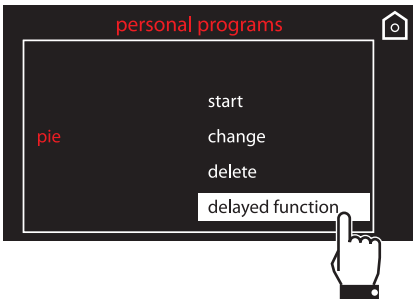 personal programs
start
pie change
delete
delayed function